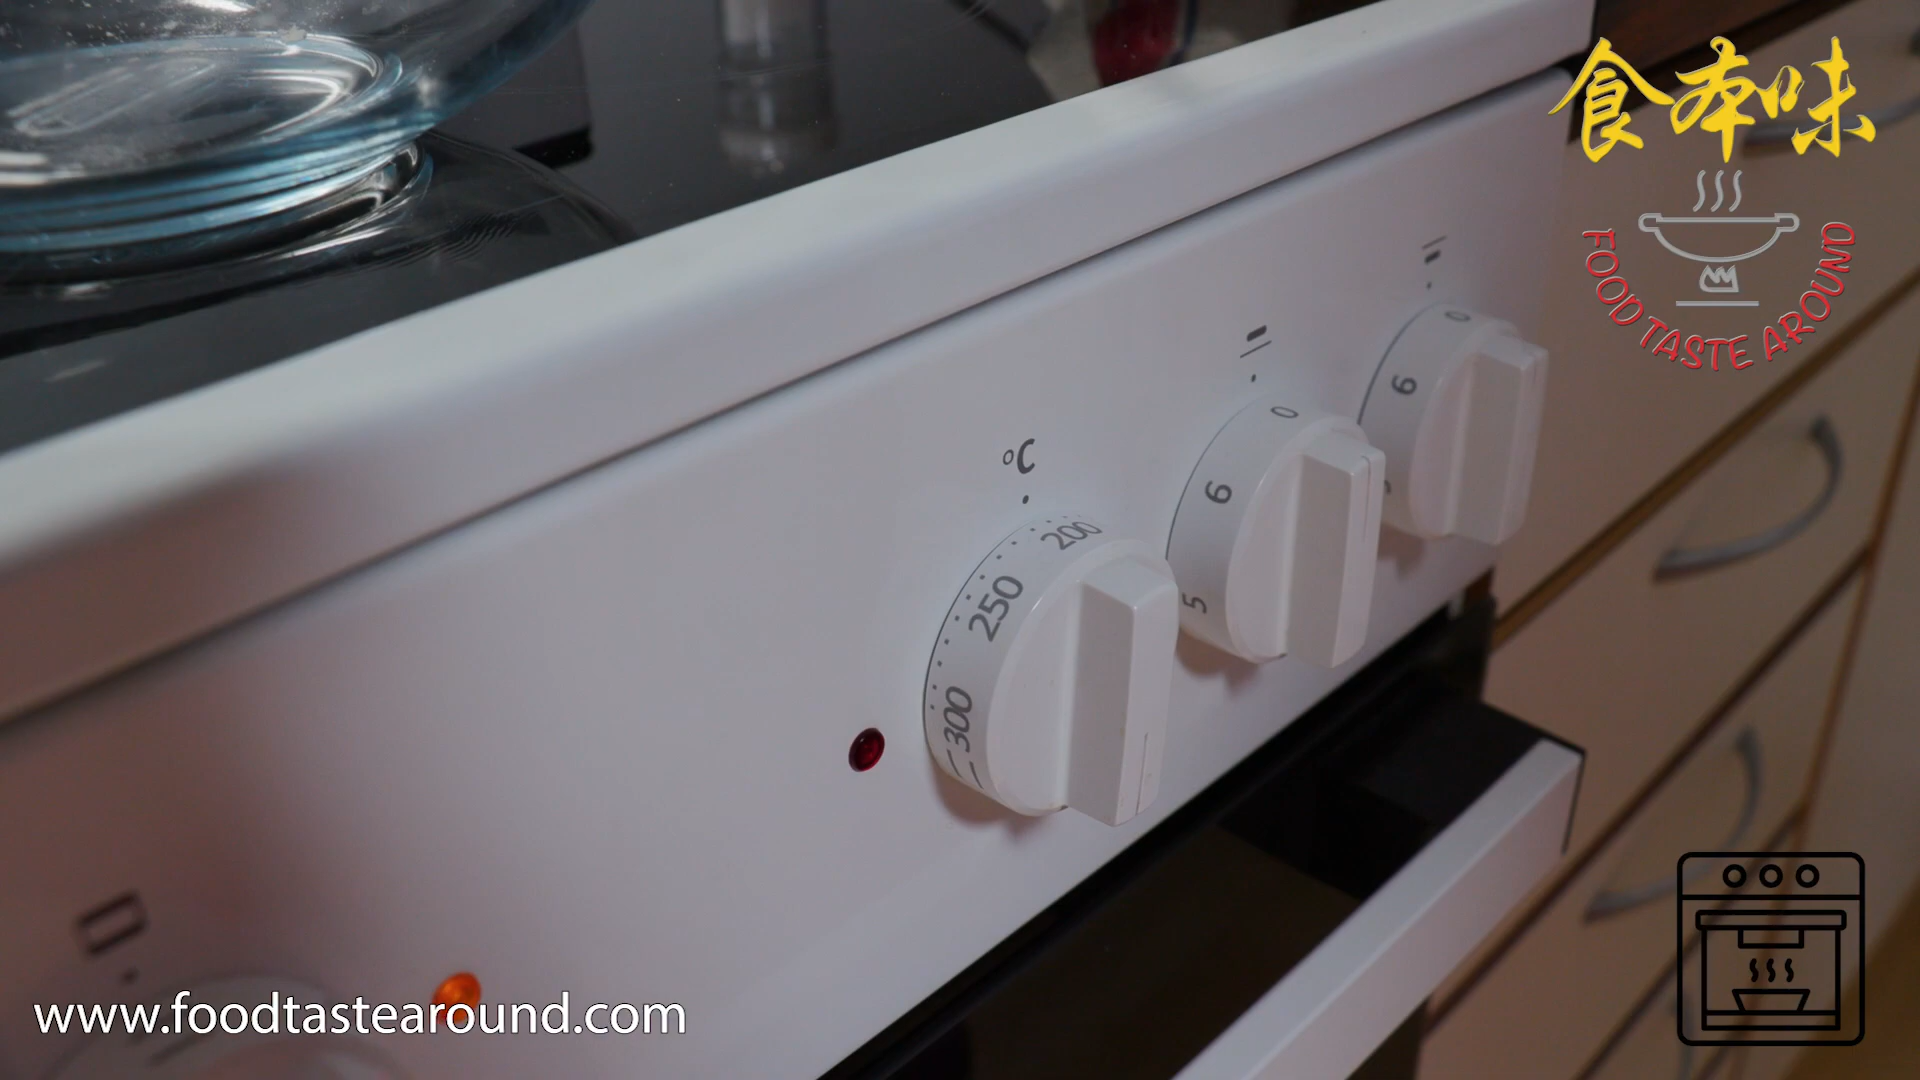 食本味
FOOD TASTE AROUND
°C
200
250
300
0
6
5
0
6
www.foodtastearound.com